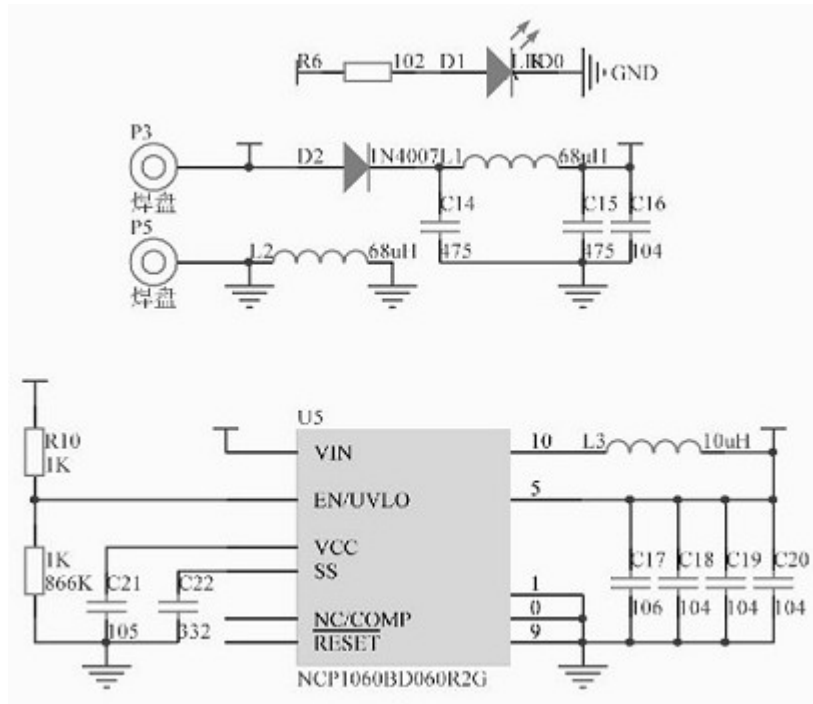 R6 102 D1 GND
P3
D2 1N4007 L1 68uH
焊盘
C14 C15 C16
P5
L2 68uH 475 475 104
焊盘
U5
R10
1K
VIN 10 L3 10uH
EN/UVLO 5
1K
866K
C21 C22
VCC
SS
C17 C18 C19 C20
1
105 332
NC/COMP 0
106 104 104 104
RESET 9
NCP1060BD060R2G